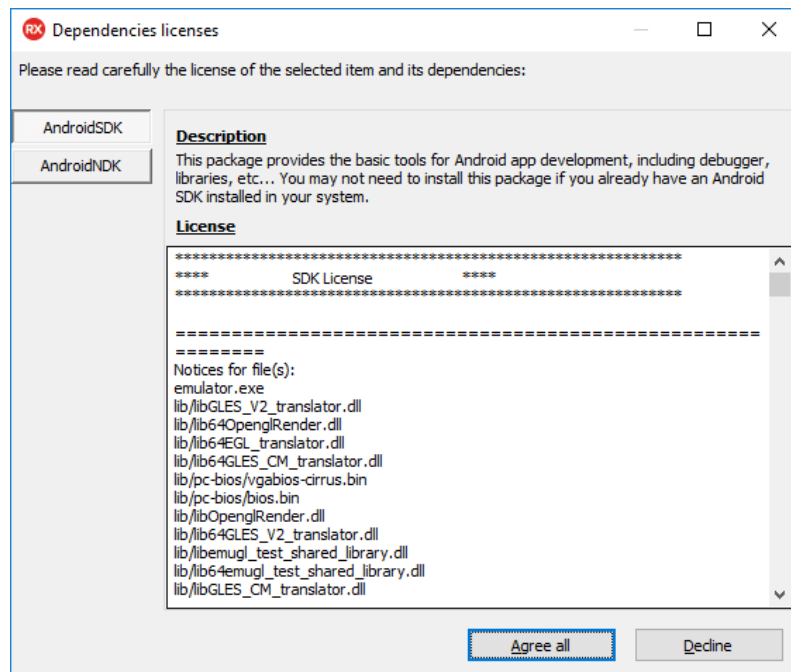 RX Dependencies licenses
Please read carefully the license of the selected item and its dependencies:
AndroidSDK
AndroidNDK
Description
This package provides the basic tools for Android app development, including debugger,
libraries, etc... You may not need to install this package if you already have an Android
SDK installed in your system.
License
************************************************************
**** SDK License ****
************************************************************
====================================================
========
Notices for file(s):
emulator.exe
lib/libGLES_V2_translator.dll
lib/lib64OpenglRender.dll
lib/lib64EGL_translator.dll
lib/lib64GLES_CM_translator.dll
lib/pc-bios/vgabios-cirrus.bin
lib/pc-bios/bios.bin
lib/libOpenglRender.dll
lib/lib64GLES_V2_translator.dll
lib/libemugl_test_shared_library.dll
lib/lib64emugl_test_shared_library.dll
lib/libGLES_CM_translator.dll
Agree all
Decline